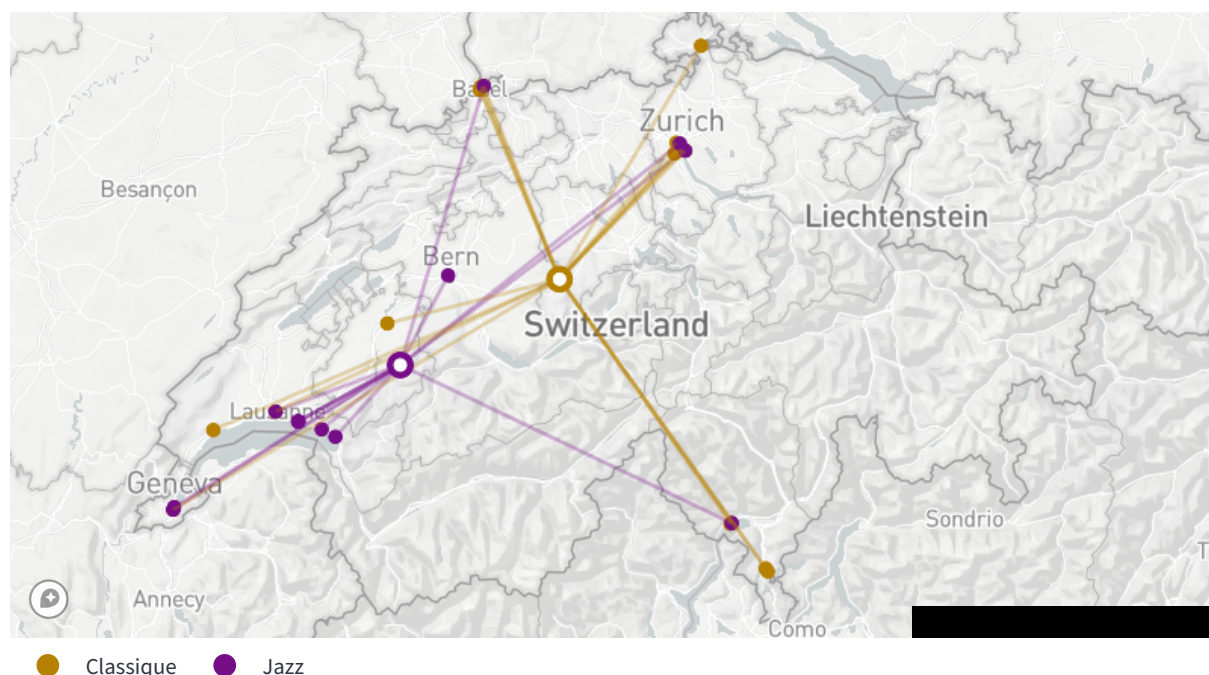 Basel
Zurich
Besançon
Liechtenstein
Bern
Switzerland
Lausanne
Geneva
Sondrio
T
Annecy
Como
Classique
Jazz